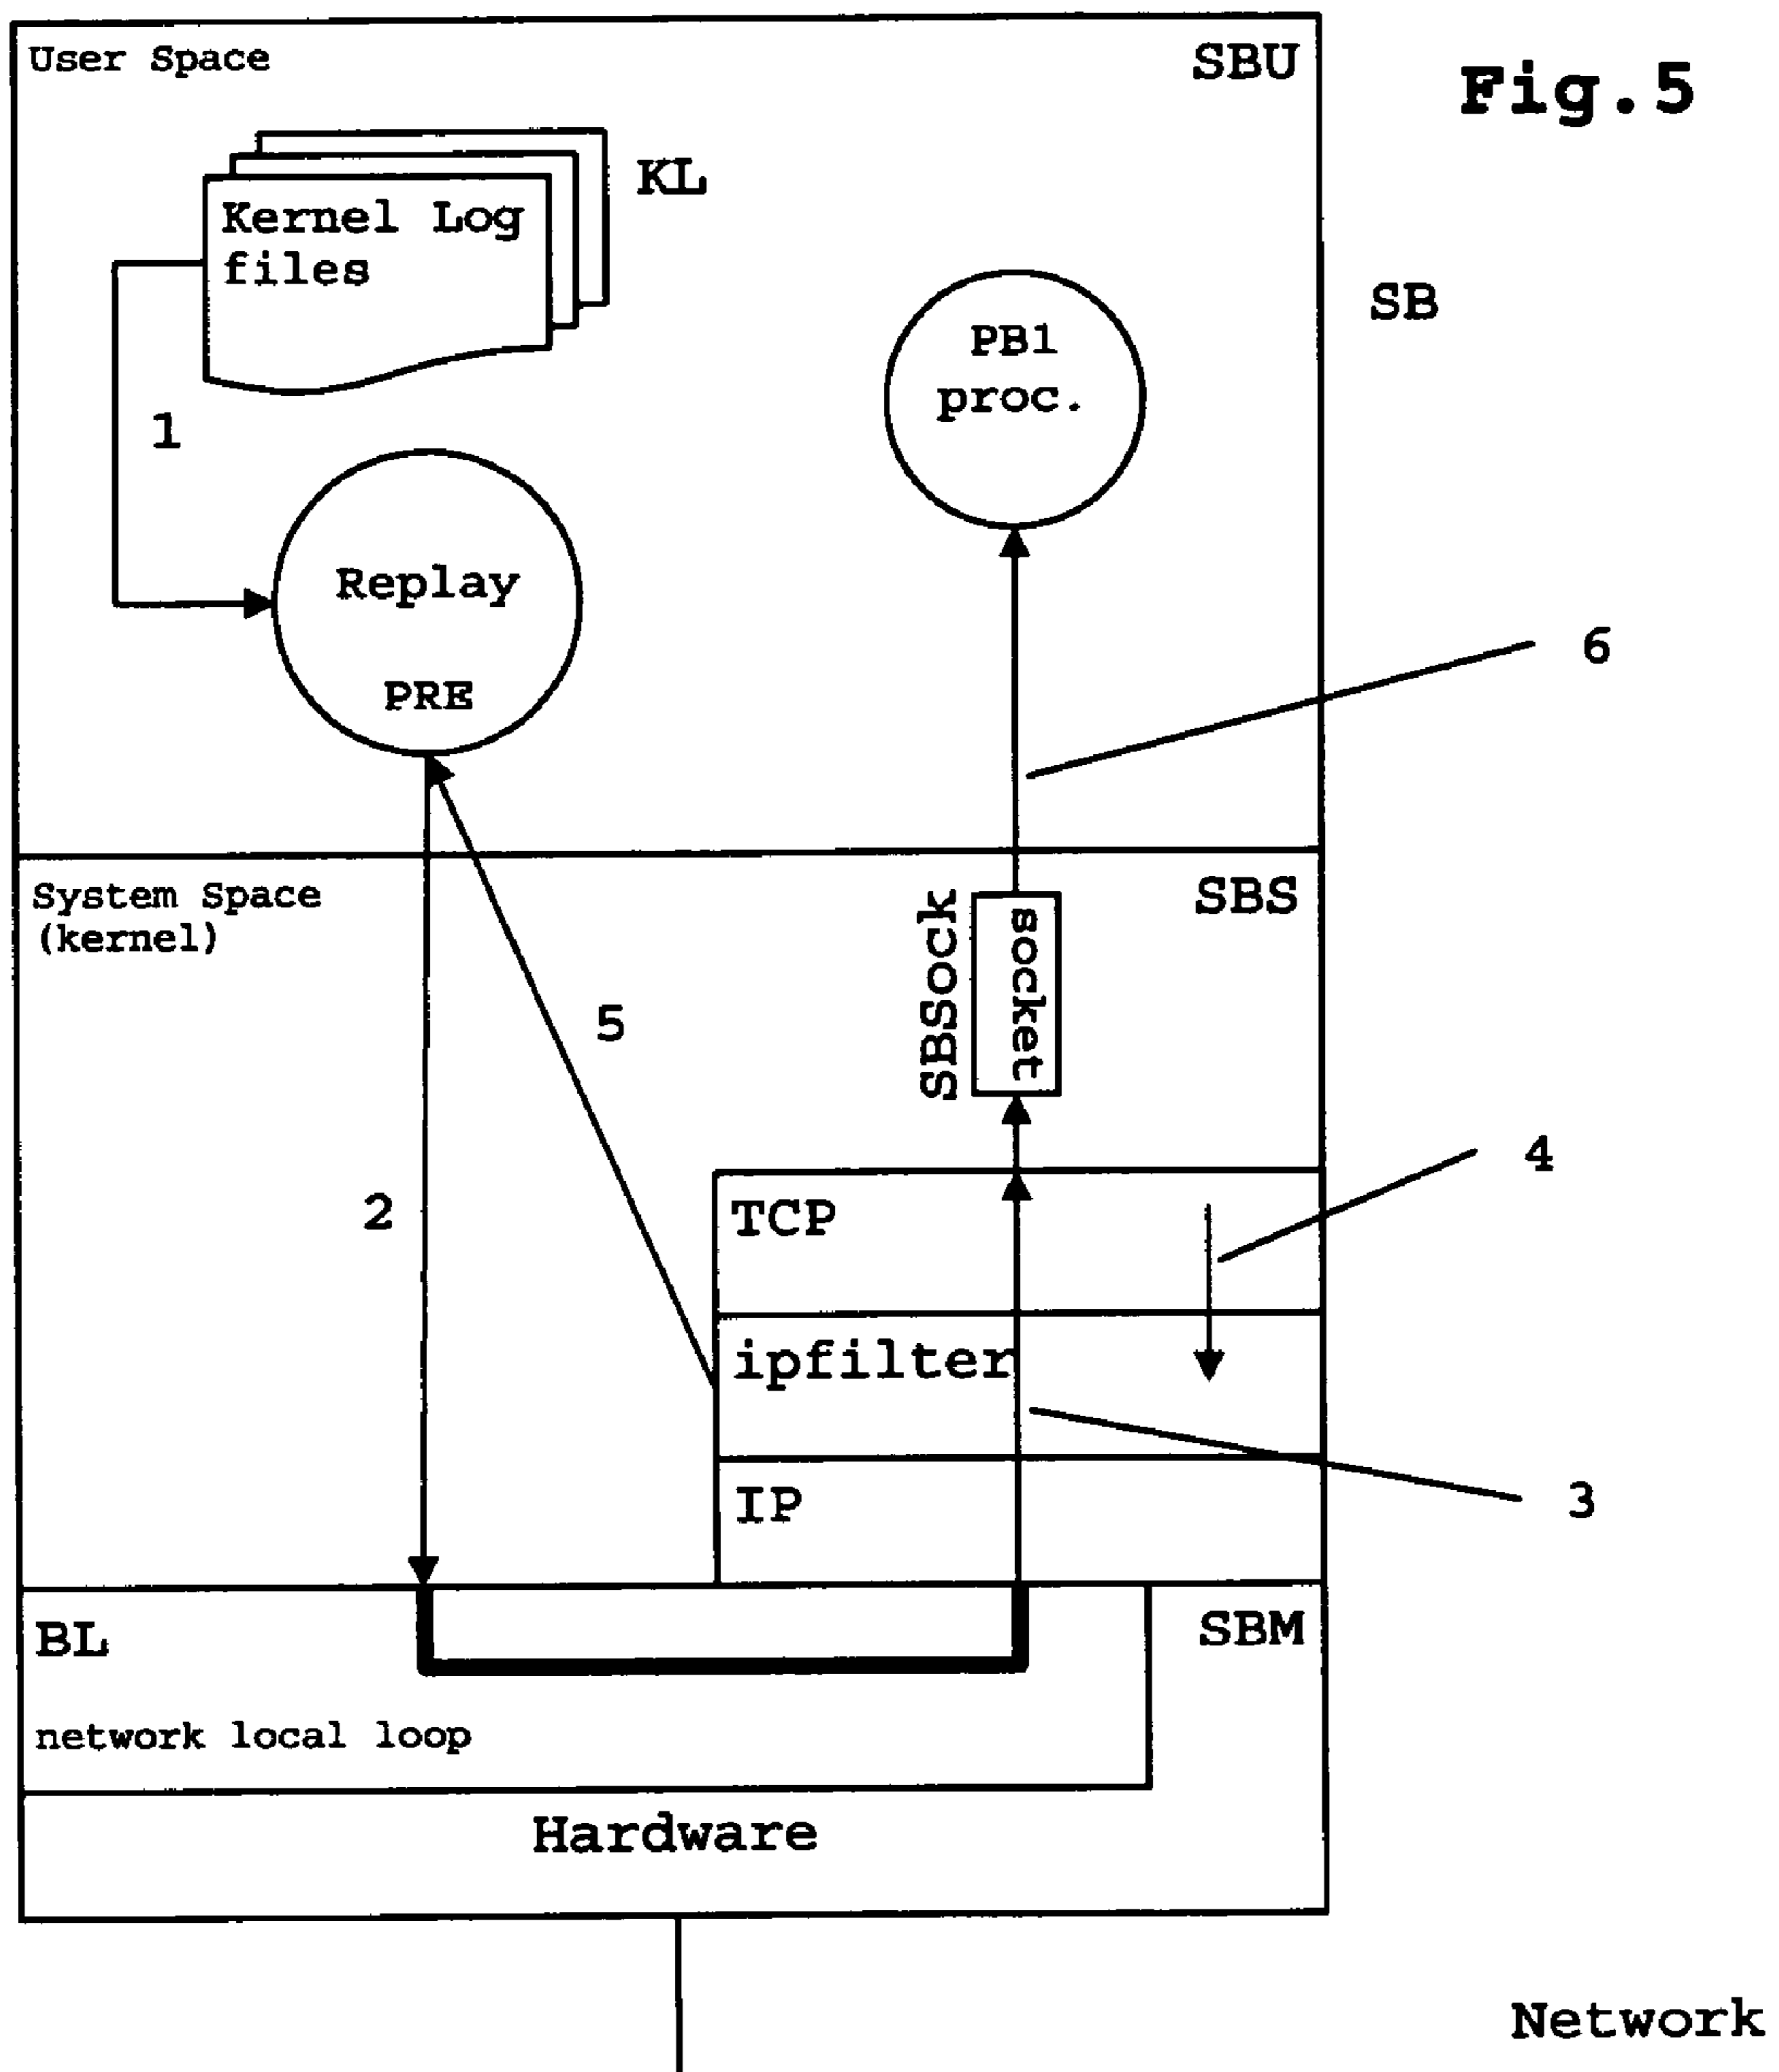 User Space
SBU
Fig.5
KL
Kernel Log
files
SB
PB1
proc.
1
Replay
PRE
6
System Space
(kernel)
SBS
SBSock
socket
5
4
2
TCP
ipfilter
3
IP
BL
SBM
network local loop
Hardware
Network